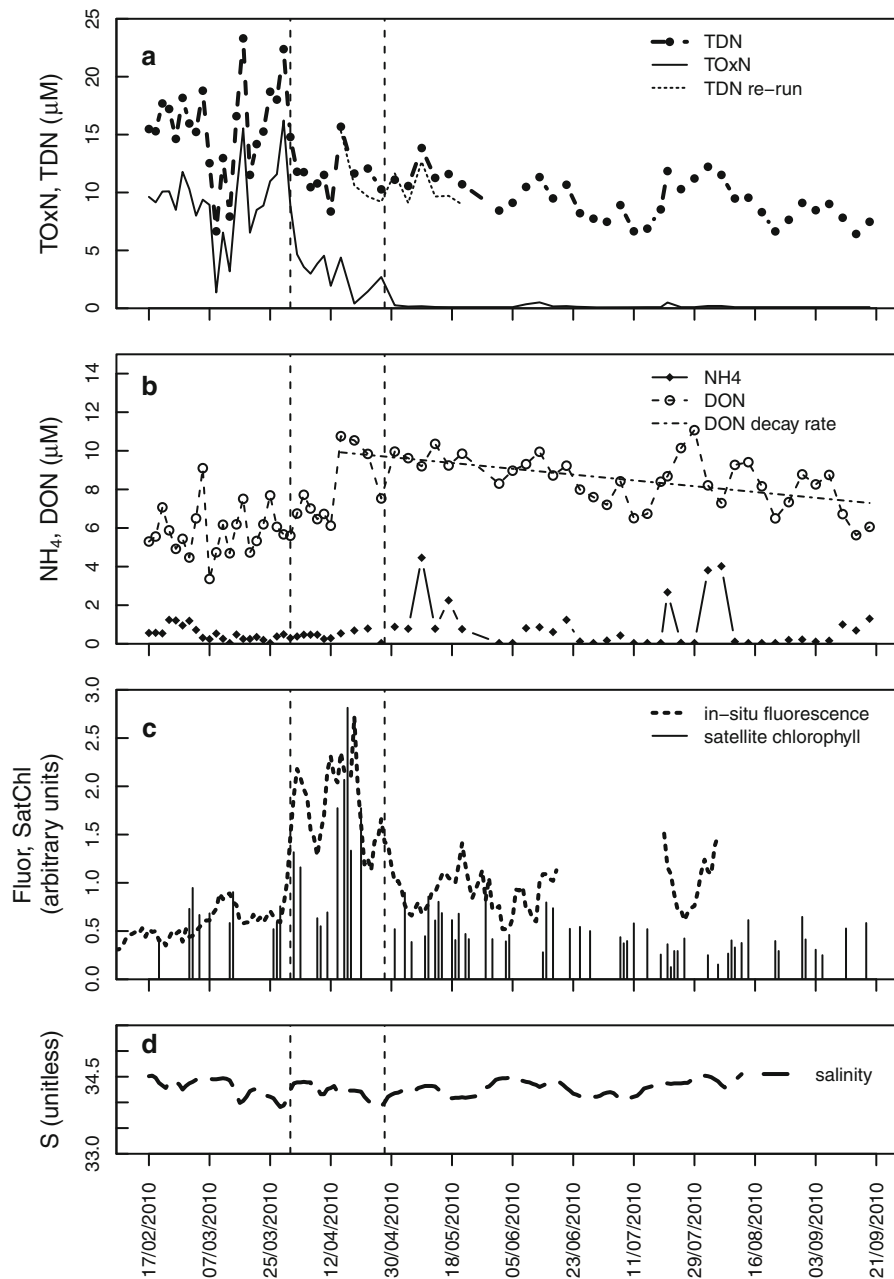 a
TOxN, TDN (μM)
25
20
15
10
5
0
TDN
TOxN
TDN re−run
b
NH4, DON (μM)
14
12
10
8
6
4
2
0
NH4
DON
DON decay rate
c
Fluor, SatChl
(arbitrary units)
3.0
2.5
2.0
1.5
1.0
0.5
0.0
in−situ fluorescence
satellite chlorophyll
d
S (unitless)
34.5
33.0
salinity
17/02/2010
07/03/2010
25/03/2010
12/04/2010
30/04/2010
18/05/2010
05/06/2010
23/06/2010
11/07/2010
29/07/2010
16/08/2010
03/09/2010
21/09/2010